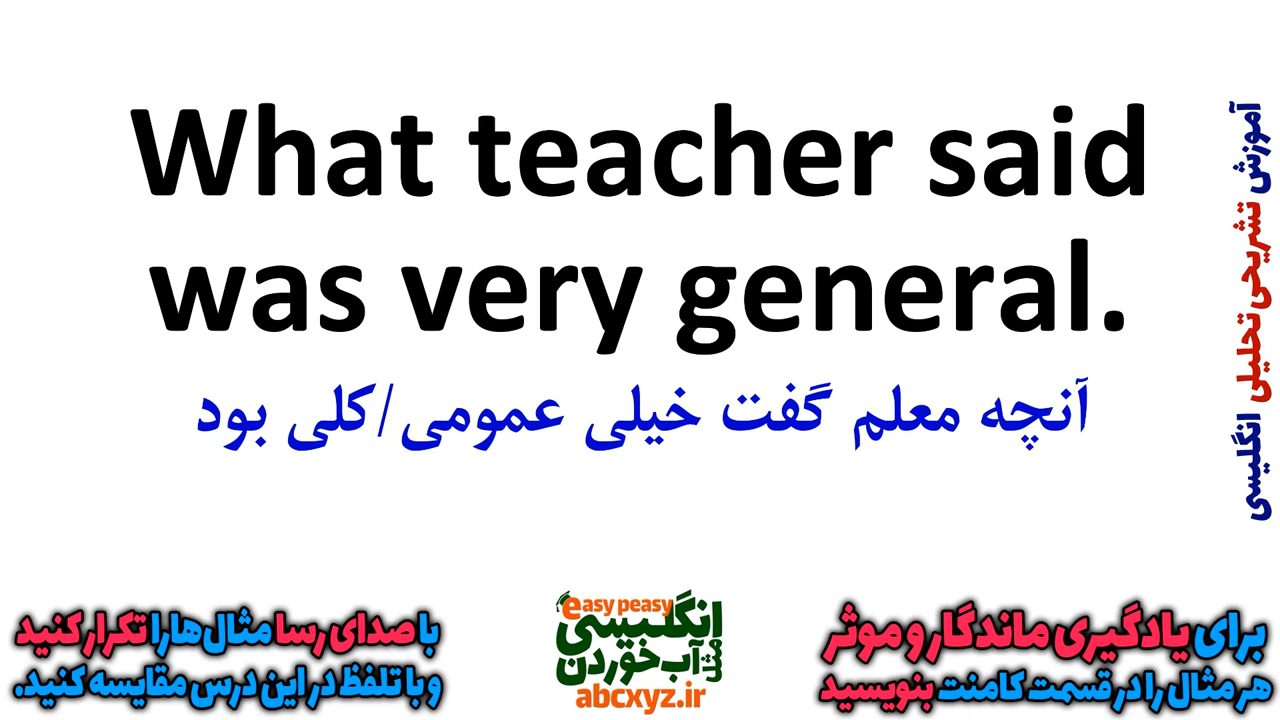 What teacher said
was very general.
آنچه معلم گفت خیلی عمومی/کلی بود
آموزش تشریحی تحلیلی انگلیسی
برای یادگیری ماندگار و موثر
هر مثال را در قسمت کامنت بنویسید
easy peasy
انگلیسی
مثل آب خوردن
abcxyz.ir
با صدای رسا مثال‌ها را تکرار کنید
و با تلفظ در این درس مقایسه کنید.